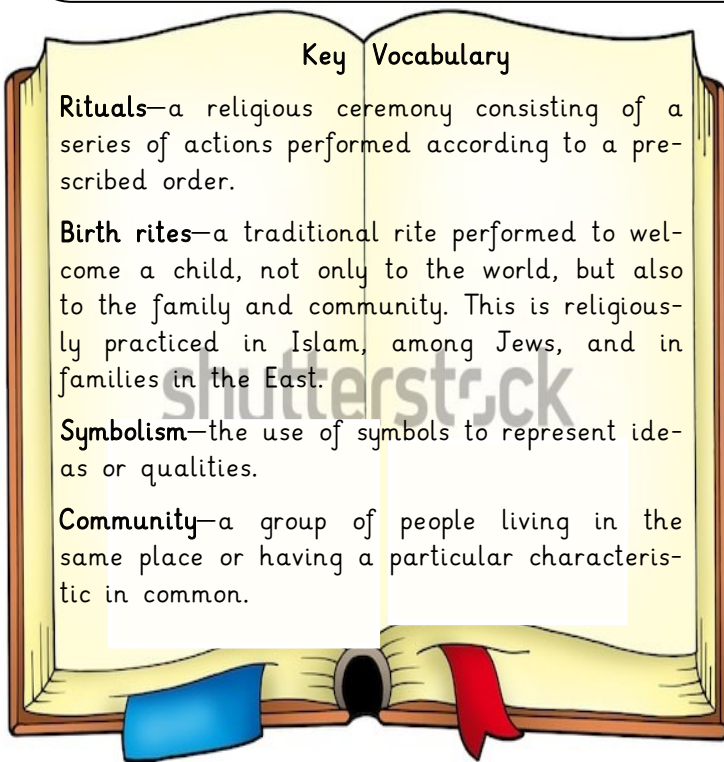 Key Vocabulary
Rituals—a religious ceremony consisting of a
series of actions performed according to a pre-
scribed order.
Birth rites—a traditional rite performed to wel-
come a child, not only to the world, but also
to the family and community. This is religious-
ly practiced in Islam, among Jews, and in
families in the East.
shutterstock
Symbolism—the use of symbols to represent ide-
as or qualities.
Community—a group of people living in the
same place or having a particular characteris-
tic in common.